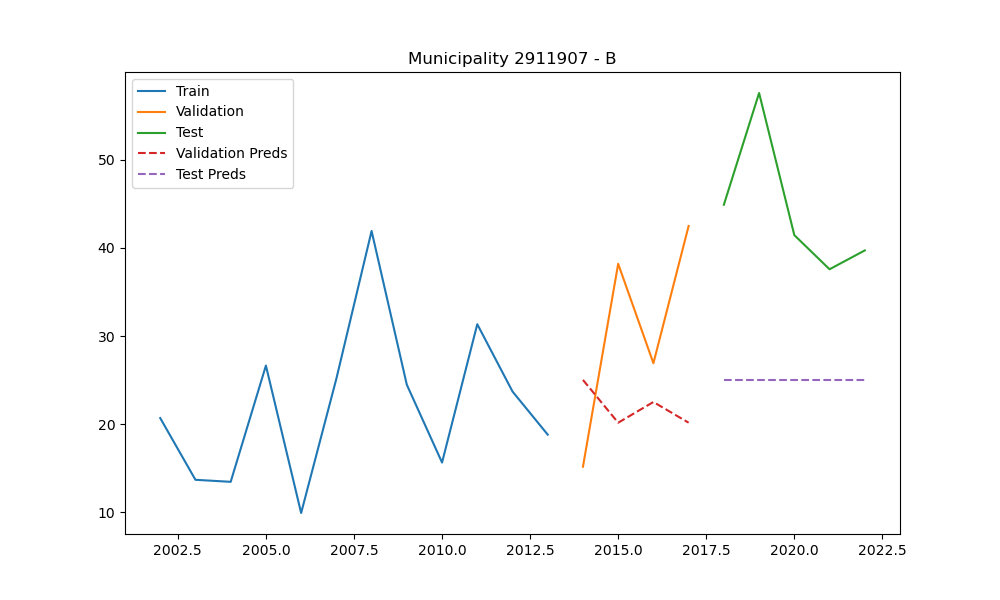 Municipality 2911907 - B
Train
Validation
Test
Validation Preds
Test Preds
50
40
30
20
10
2002.5 2005.0 2007.5 2010.0 2012.5 2015.0 2017.5 2020.0 2022.5